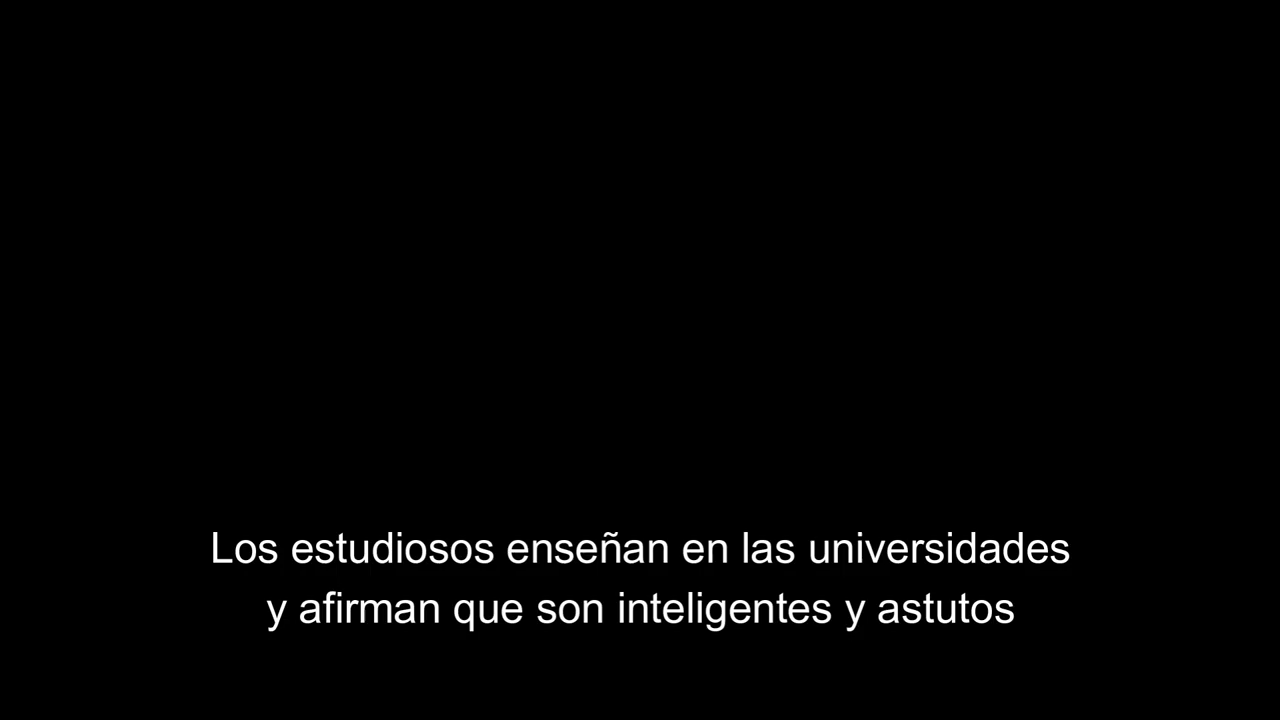 Los estudiosos enseñan en las universidades
y afirman que son inteligentes y astutos